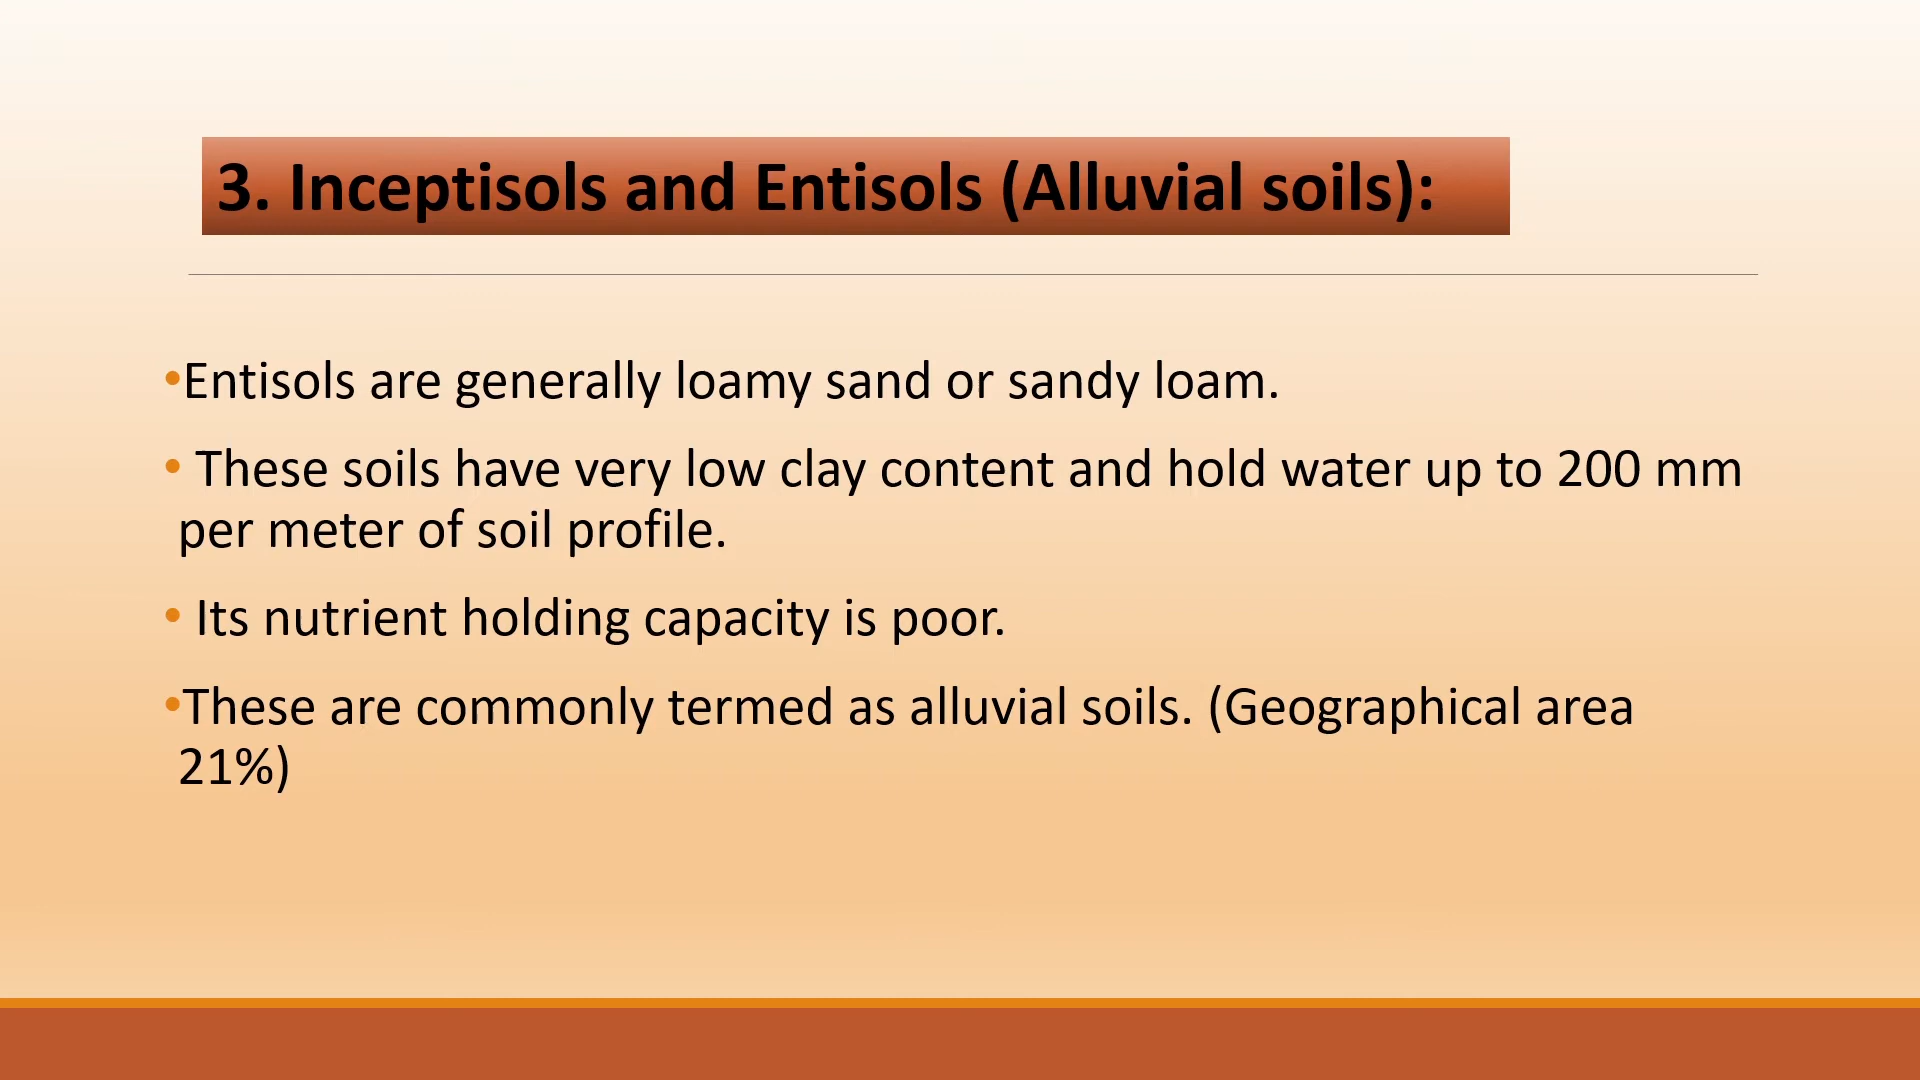 3. Inceptisols and Entisols (Alluvial soils):
•Entisols are generally loamy sand or sandy loam.
• These soils have very low clay content and hold water up to 200 mm
per meter of soil profile.
• Its nutrient holding capacity is poor.
•These are commonly termed as alluvial soils. (Geographical area
21%)